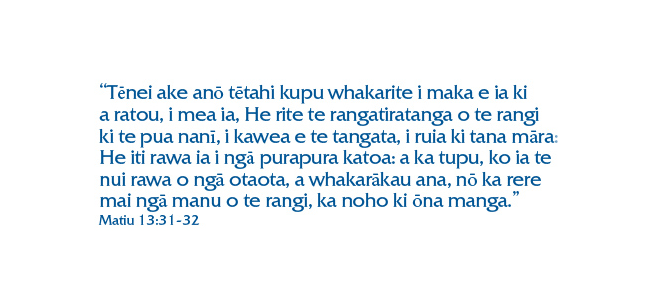 “Tēnei ake anō tētahi kupu whakarite i maka e ia ki
a ratou, i mea ia, He rite te rangatiratanga o te rangi
ki te pua nanī, i kawea e te tangata, i ruia ki tana māra:
He iti rawa ia i ngā purapura katoa: a ka tupu, ko ia te
nui rawa o ngā otaota, a whakarākau ana, nō ka rere
mai ngā manu o te rangi, ka noho ki ōna manga.”
Matiu 13:31-32